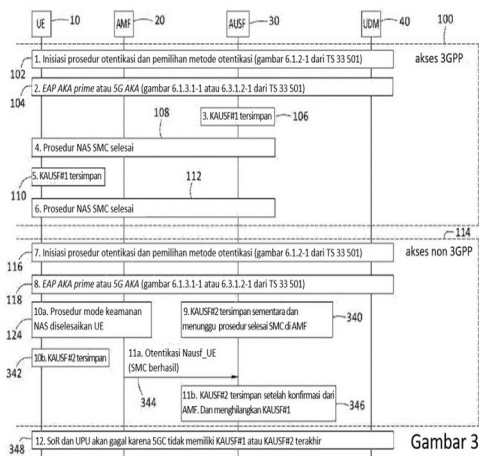 UE
10
AMF
20
AUSF
30
UDM
40
100
akses 3GPP
1. Inisiasi prosedur otentikasi dan pemilihan metode otentikasi (gambar 6.1.2-1 dari TS 33 501)
102
2. EAP AKA prime atau 5G AKA (gambar 6.1.3.1-1 atau 6.3.1.2-1 dari TS 33 501)
104
3. KAUSF#1 tersimpan
106
108
4. Prosedur NAS SMC selesai
5. KAUSF#1 tersimpan
110
112
6. Prosedur NAS SMC selesai
114
akses non 3GPP
7. Inisiasi prosedur otentikasi dan pemilihan metode otentikasi (gambar 6.1.2-1 dari TS 33 501)
116
8. EAP AKA prime atau 5G AKA (gambar 6.1.3.1-1 atau 6.3.1.2-1 dari TS 33 501)
118
10a. Prosedur mode keamanan
NAS diselesaikan UE
124
9. KAUSF#2 tersimpan sementara dan
menunggu prosedur selesai SMC di AMF
340
10b. KAUSF#2 tersimpan
342
11a. Otentikasi Nausf_UE
(SMC berhasil)
344
11b. KAUSF#2 tersimpan setelah konfirmasi dari
AMF. Dan menghilangkan KAUSF#1
346
12. SoR dan UPU akan gagal karena 5GC tidak memiliki KAUSF#1 atau KAUSF#2 terakhir
348
Gambar 3